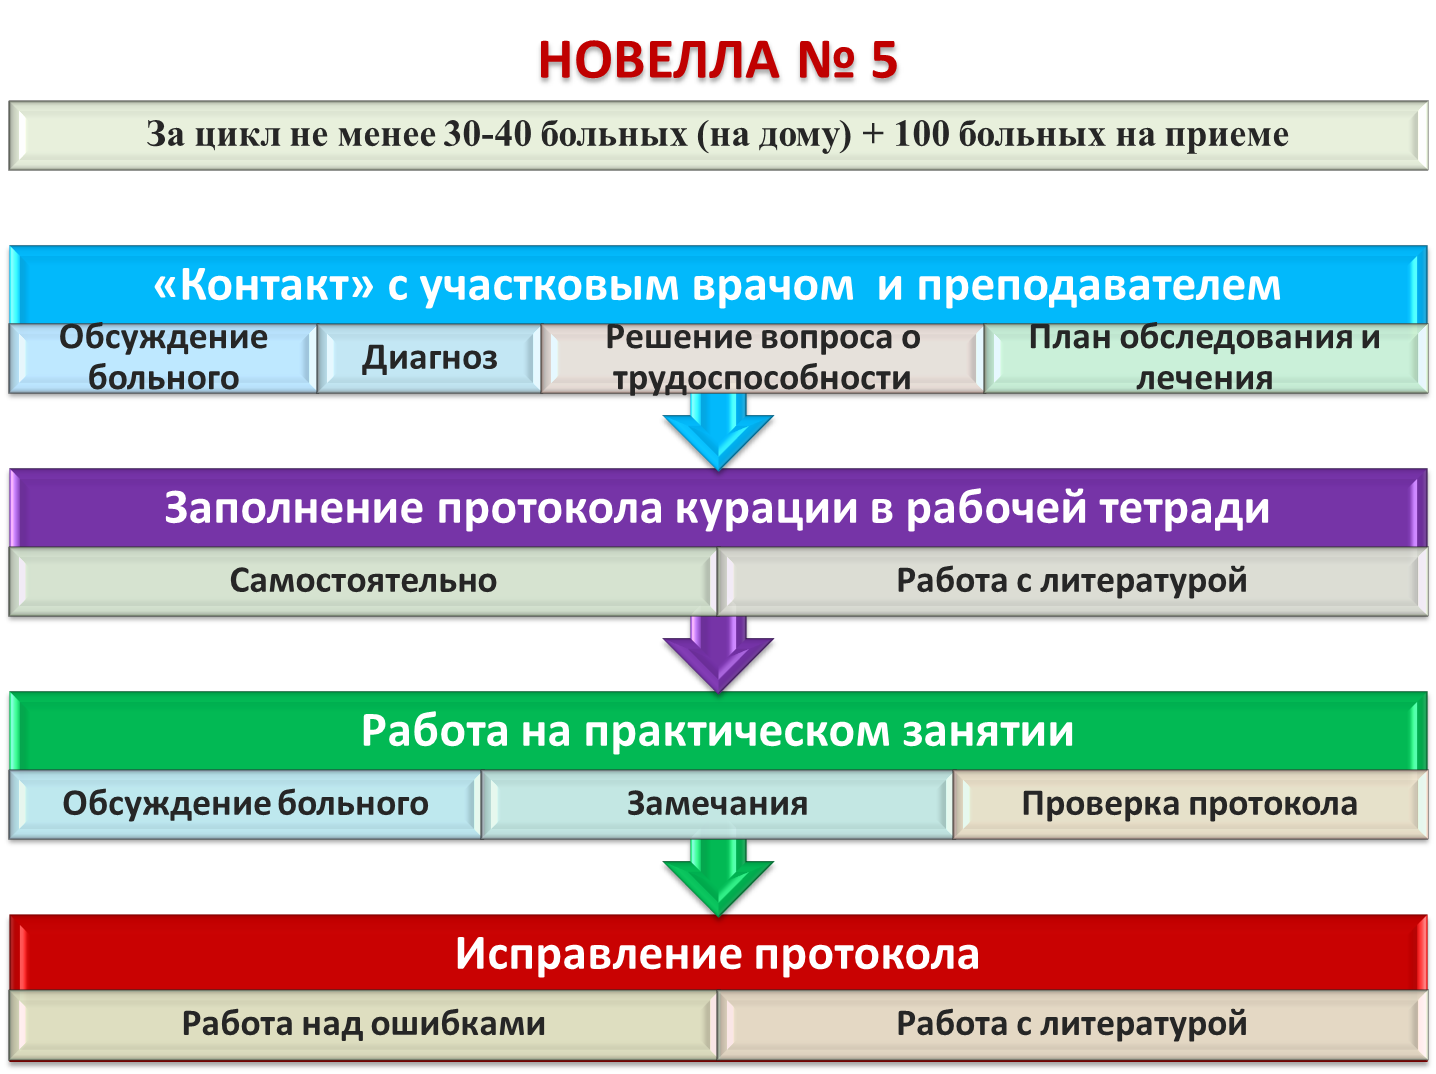 НОВЕЛЛА № 5
За цикл не менее 30-40 больных (на дому) + 100 больных на приеме
«Контакт» с участковым врачом и преподавателем
Обсуждение
больного
Диагноз
Решение вопроса о
трудоспособности
План обследования и
лечения
Заполнение протокола курации в рабочей тетради
Самостоятельно
Работа с литературой
Работа на практическом занятии
Обсуждение больного
Замечания
Проверка протокола
Исправление протокола
Работа над ошибками
Работа с литературой